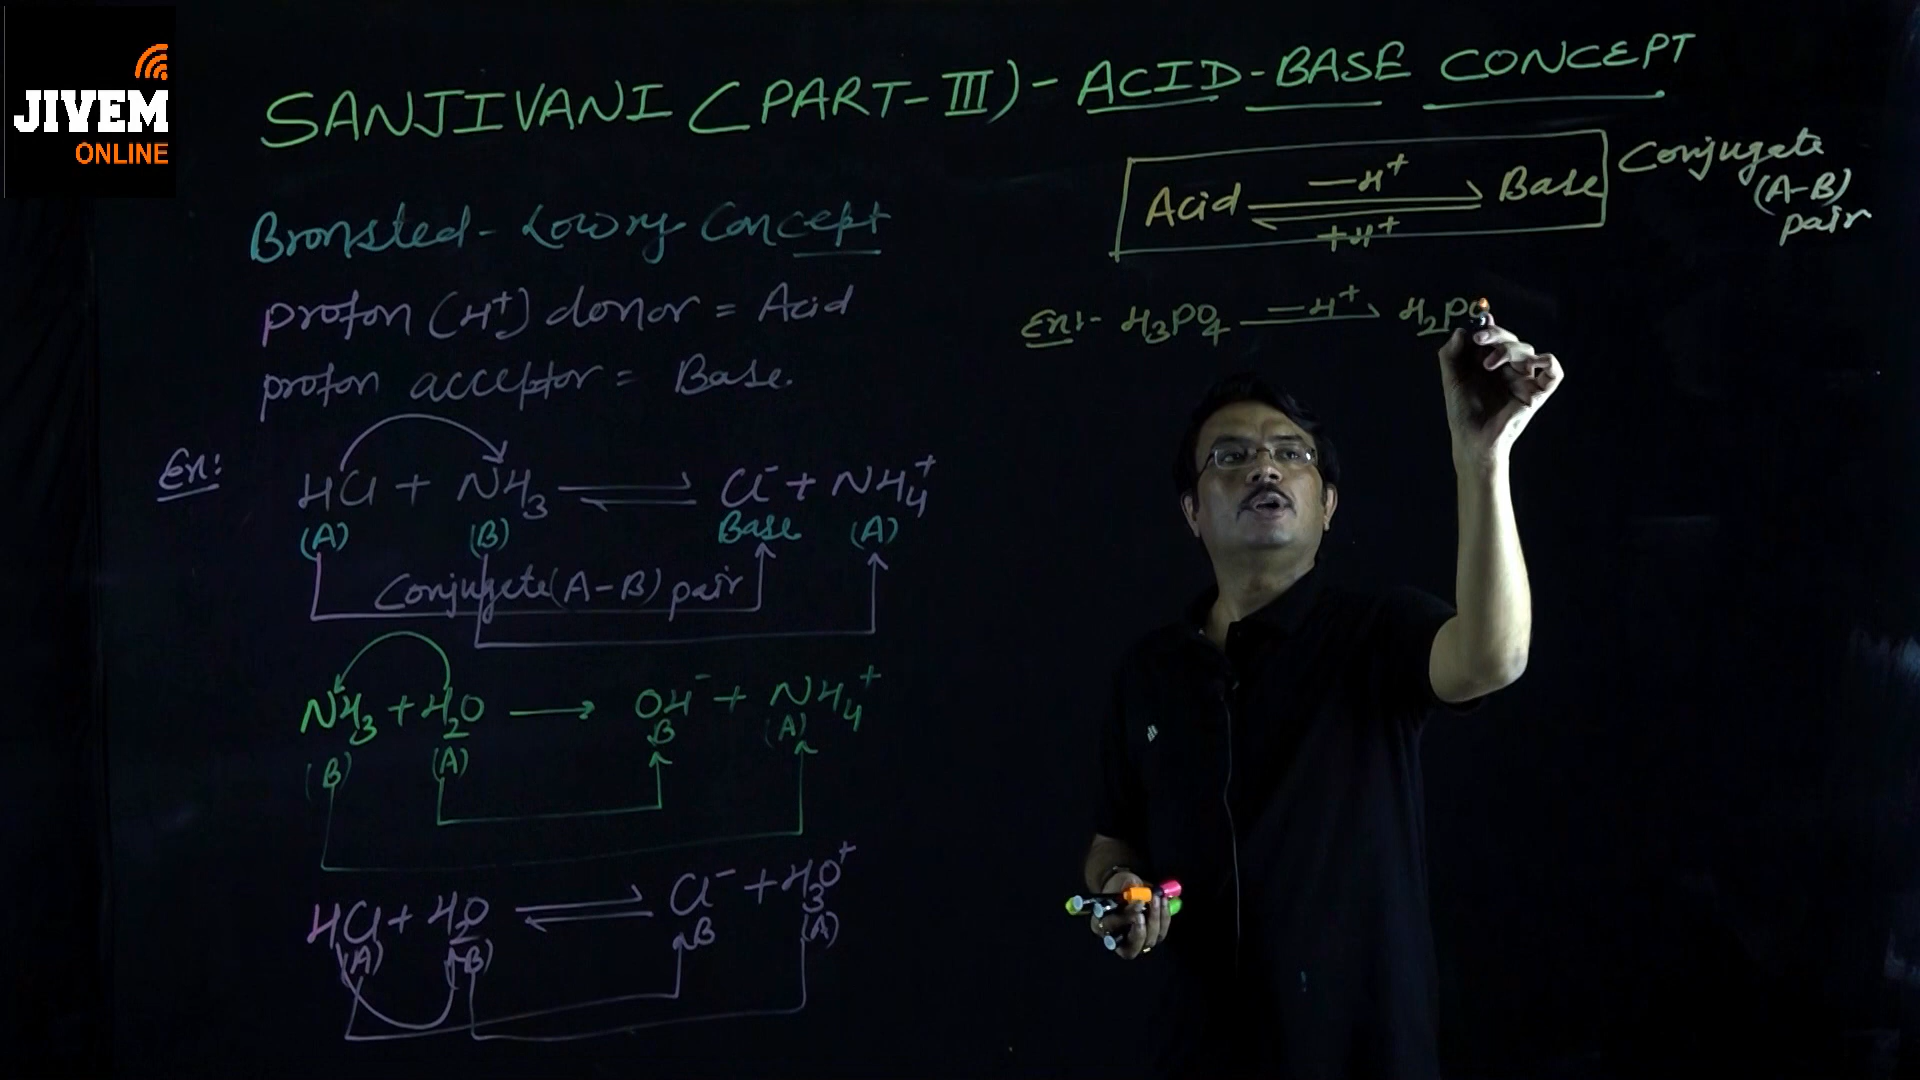 JIVEM
ONLINE
SANJIVANI (PART-III) - ACID-BASE CONCEPT
Bronsted-Lowry Concept
proton (H⁺) donor = Acid
proton acceptor = Base.
Ex:
HCl + NH₃ ⇌ Cl⁻ + NH₄⁺
(A) (B) Base (A)
Conjugate (A-B) pair
NH₃ + H₂O → OH⁻ + NH₄⁺
(B) (A) B (A)
HCl + H₂O ⇌ Cl⁻ + H₃O⁺
(A) (B) B (A)
Acid ⇌ Base
-H⁺
+H⁺
Conjugate
(A-B)
pair
Ex:- H₃PO₄ -H⁺ → H₂PO